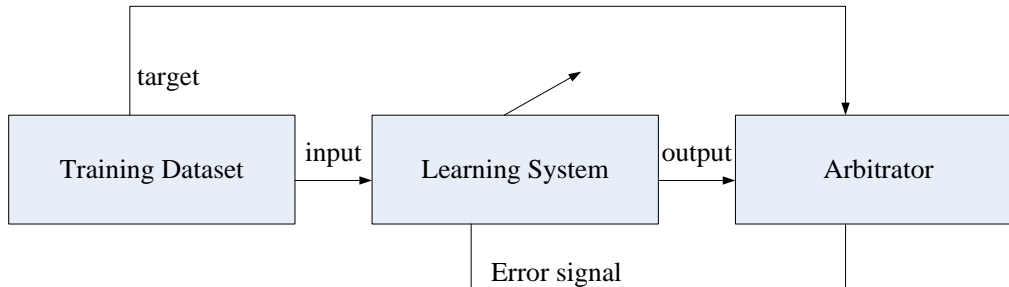 target
Training Dataset
input
Learning System
output
Arbitrator
Error signal